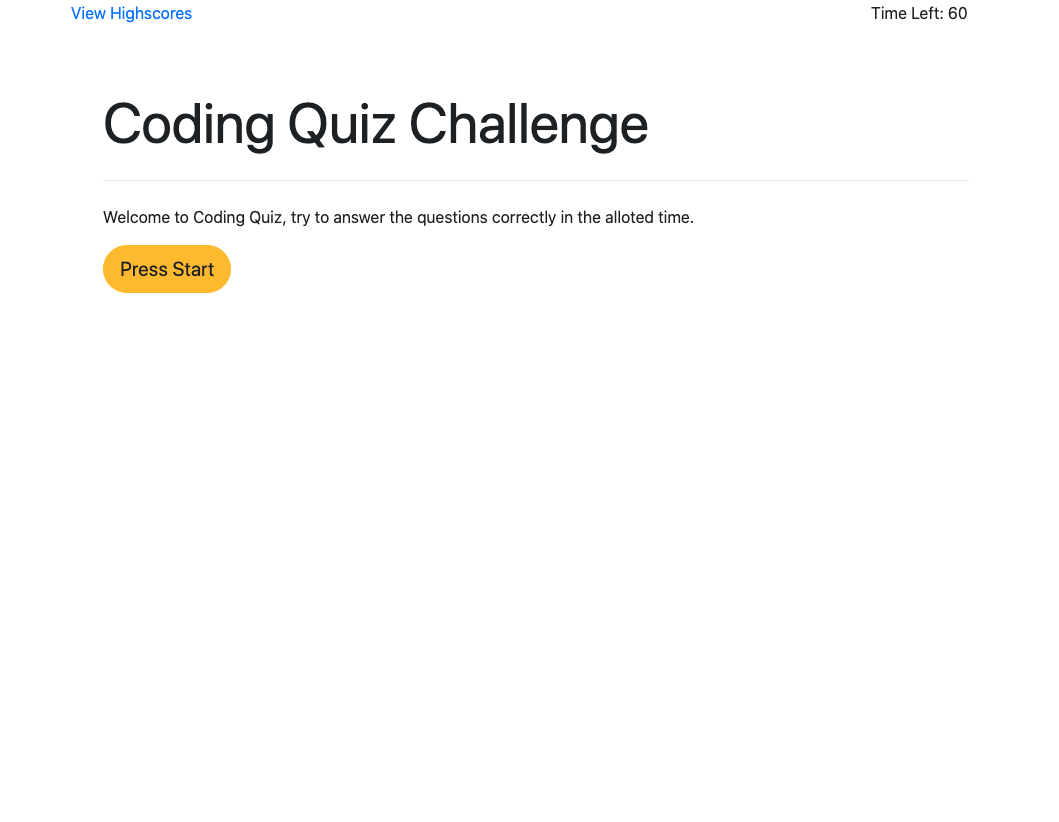 View Highscores
Time Left: 60
Coding Quiz Challenge
Welcome to Coding Quiz, try to answer the questions correctly in the alloted time.
Press Start